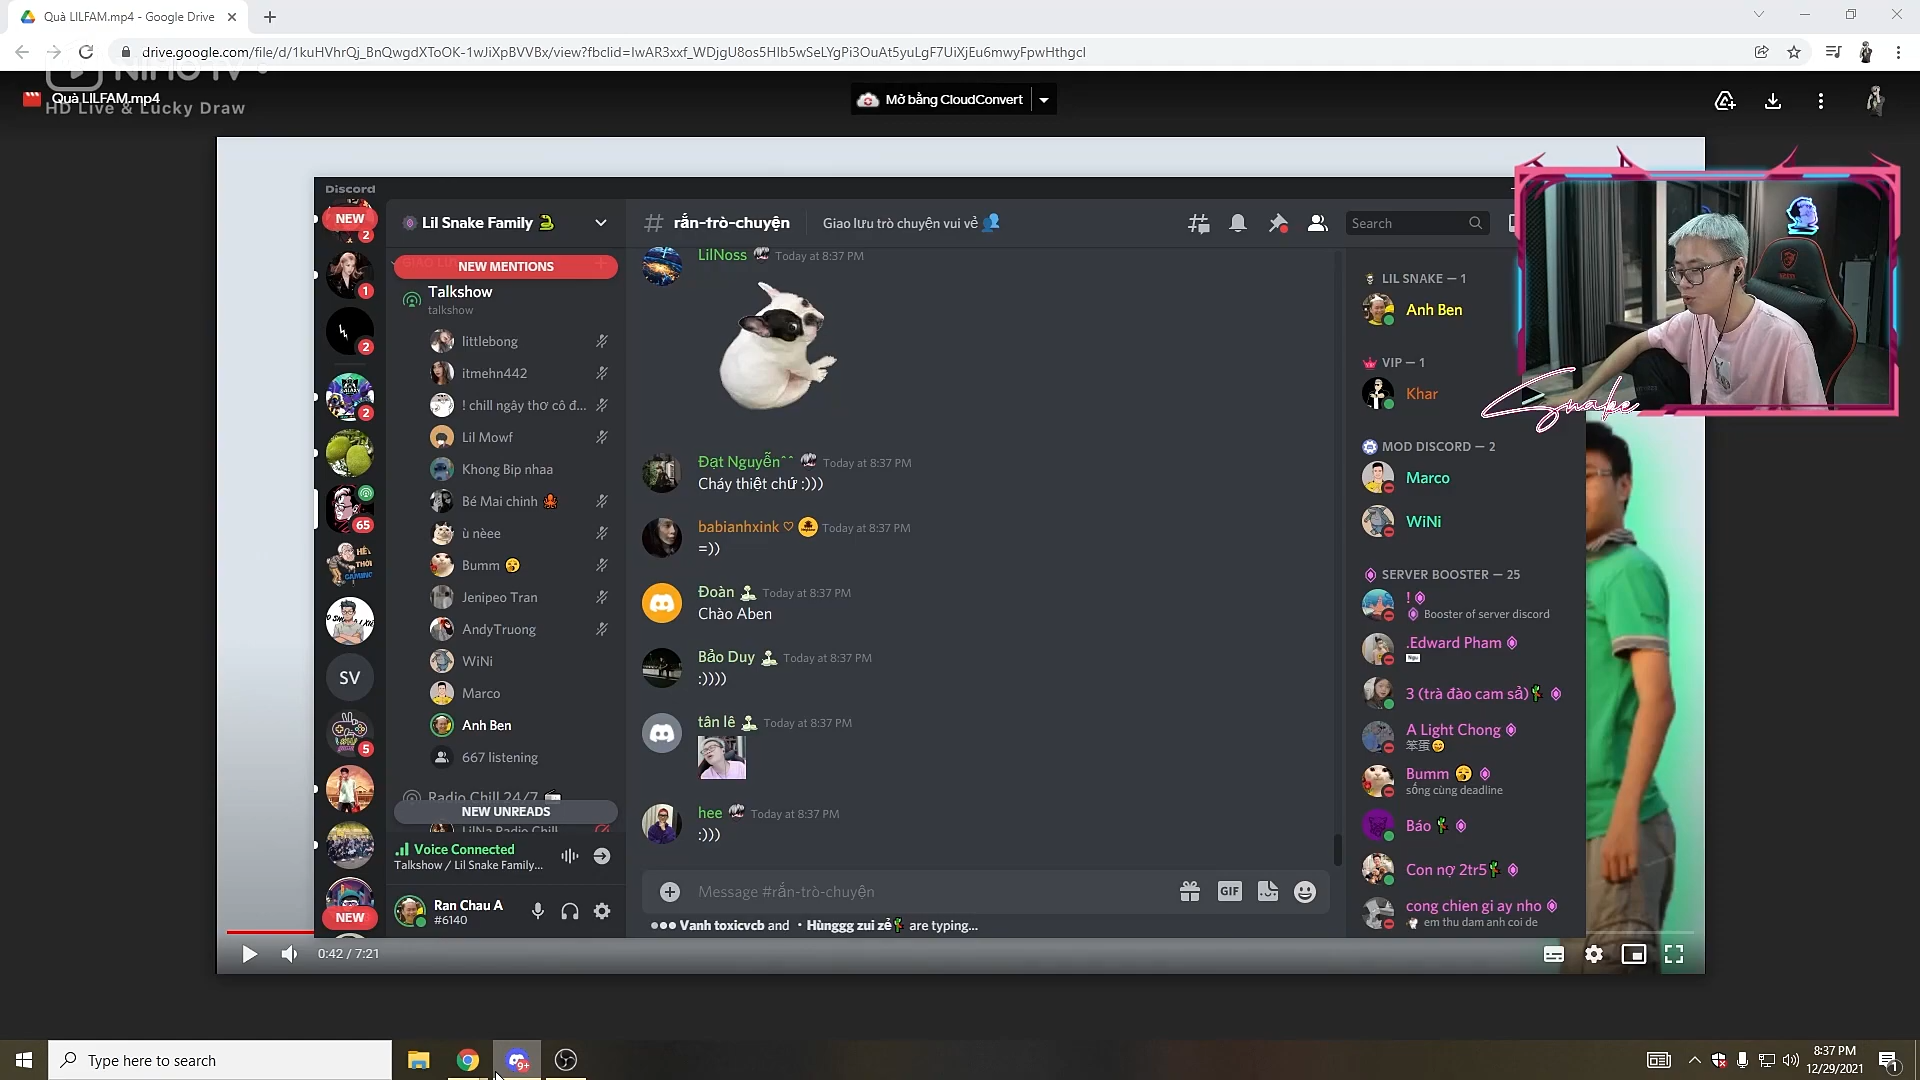 Quà LILFAM.mp4 - Google Drive
drive.google.com/file/d/1kuHVhrQj_BnQwgdXToOK-1wJiXpBVVBx/view?fbclid=IwAR3xxf_WDjgU8os5HIb5wSeLYgPi3OuAt5yuLgF7UiXjEu6mwyFpwHthgcI
Quà LILFAM.mp4
HD Live & Lucky Draw
Mở bằng CloudConvert
Discord
NEW
2
1
2
2
65
SV
5
NEW
Lil Snake Family
NEW MENTIONS
Talkshow
talkshow
littlebong
itmehn442
! chill ngây thơ cô đ...
Lil Mowf
Khong Bip nhaa
Bé Mai chinh
ù nèee
Bumm
Jenipeo Tran
AndyTruong
WiNi
Marco
Anh Ben
667 listening
Radio Chill 24/7
NEW UNREADS
LilNa Radio Chill
Voice Connected
Talkshow / Lil Snake Family...
Ran Chau A
#6140
# rắn-trò-chuyện
Giao lưu trò chuyện vui vẻ
Search
LilNoss Today at 8:37 PM
Đạt Nguyễn^^ Today at 8:37 PM
Cháy thiệt chứ :)))
babianhxink ♡ Today at 8:37 PM
=))
Đoàn Today at 8:37 PM
Chào Aben
Bảo Duy Today at 8:37 PM
:))))
tân lê Today at 8:37 PM
hee Today at 8:37 PM
:)))
Message #rắn-trò-chuyện
GIF
Vanh toxicvcb and · Hùnggg zui zẻ are typing...
LIL SNAKE — 1
Anh Ben
VIP — 1
Khar
MOD DISCORD — 2
Marco
WiNi
SERVER BOOSTER — 25
!
Booster of server discord
.Edward Pham
3 (trà đào cam sả)
A Light Chong
笨蛋
Bumm
sống cùng deadline
Báo
Con nợ 2tr5
cong chien gi ay nho
em thu dam anh coi de
Snake
0:42 / 7:21
Type here to search
9+
8:37 PM
12/29/2021
1